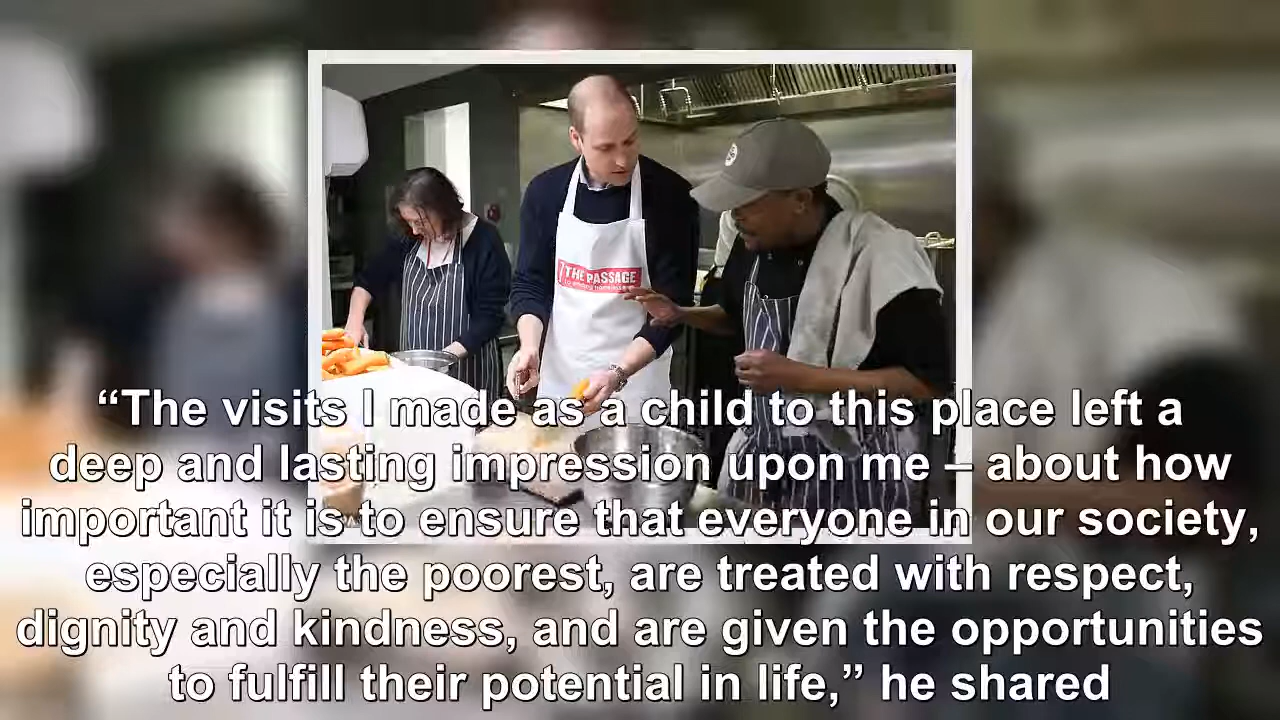 THE PASSAGE
“The visits I made as a child to this place left a
deep and lasting impression upon me – about how
important it is to ensure that everyone in our society,
especially the poorest, are treated with respect,
dignity and kindness, and are given the opportunities
to fulfill their potential in life,” he shared